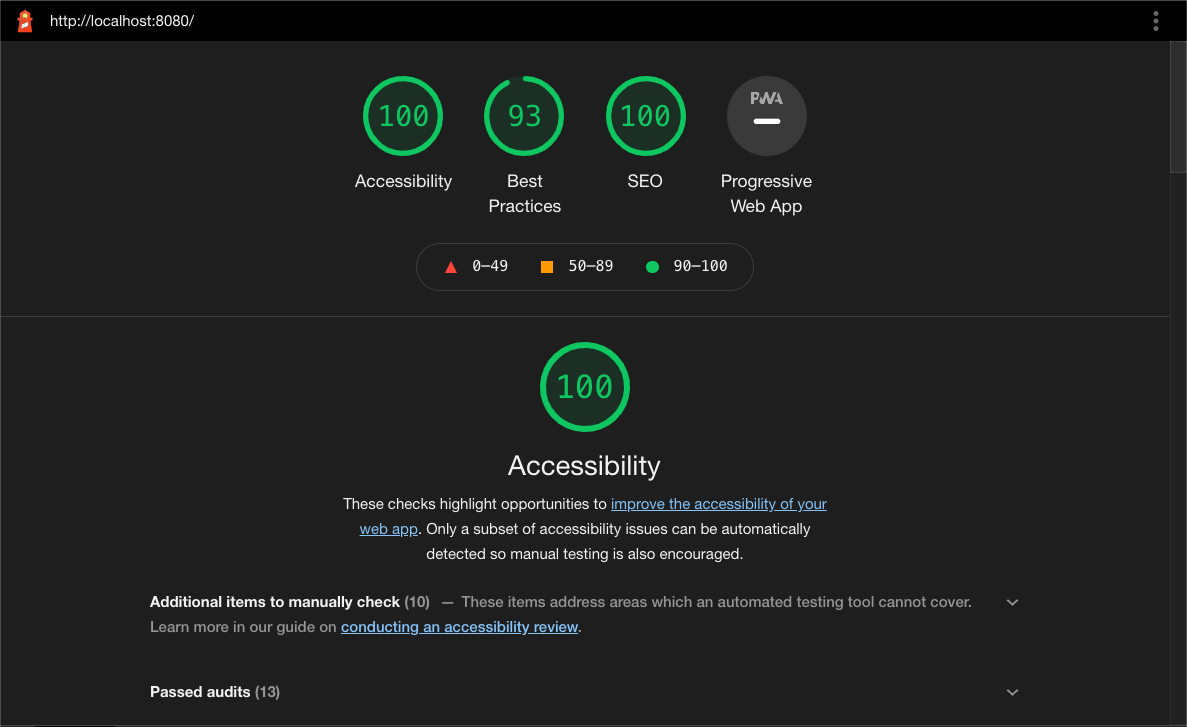 http://localhost:8080/
100
93
100
PWA
Accessibility
Best
Practices
SEO
Progressive
Web App
0–49
50–89
90–100
100
Accessibility
These checks highlight opportunities to improve the accessibility of your
web app. Only a subset of accessibility issues can be automatically
detected so manual testing is also encouraged.
Additional items to manually check (10) — These items address areas which an automated testing tool cannot cover.
Learn more in our guide on conducting an accessibility review.
Passed audits (13)